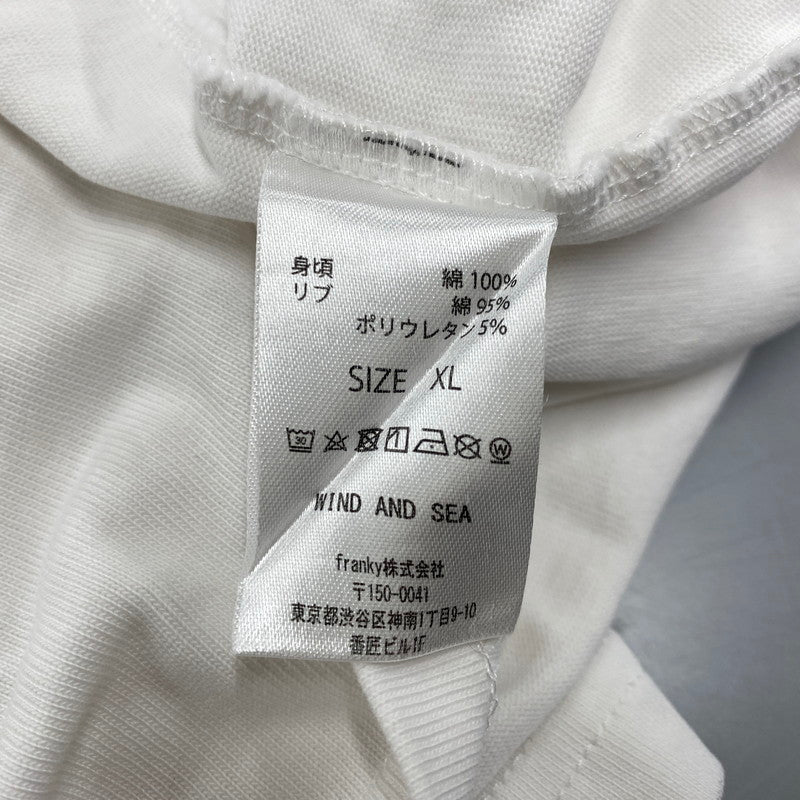 身頃 綿 100%
リブ 綿 95%
ポリウレタン 5%
SIZE XL
30 W
WIND AND SEA
franky株式会社
〒150-0041
東京都渋谷区神南1丁目9-10
番匠ビル1F